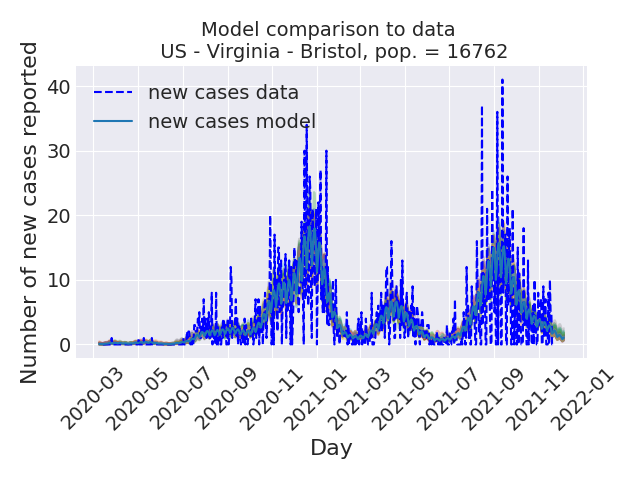 Model comparison to data
US - Virginia - Bristol, pop. = 16762
Number of new cases reported
40
30
20
10
0
new cases data
new cases model
2020-03
2020-05
2020-07
2020-09
2020-11
2021-01
2021-03
2021-05
2021-07
2021-09
2021-11
2022-01
Day